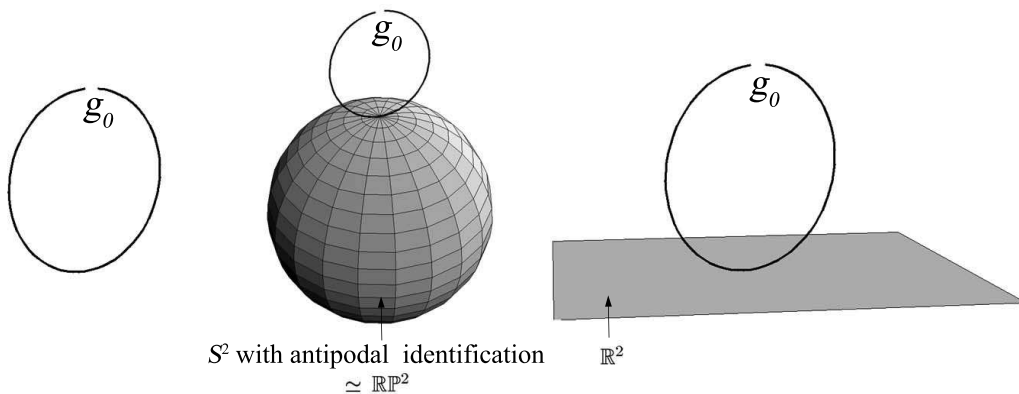 g₀
g₀
g₀
S² with antipodal identification
≃ ℝℙ²
ℝ²